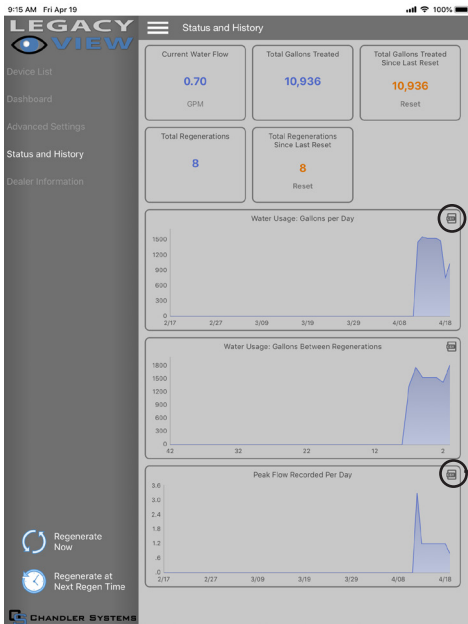 9:15 AM Fri Apr 19
100%
LEGACY
VIEW
Device List
Dashboard
Advanced Settings
Status and History
Dealer Information
Regenerate
Now
Regenerate at
Next Regen Time
CHANDLER SYSTEMS
Status and History
Current Water Flow
0.70
GPM
Total Gallons Treated
10,936
Total Gallons Treated
Since Last Reset
10,936
Reset
Total Regenerations
8
Total Regenerations
Since Last Reset
8
Reset
Water Usage: Gallons per Day
1500
1200
900
600
300
0
2/17 2/27 3/09 3/19 3/29 4/08 4/18
Water Usage: Gallons Between Regenerations
1800
1500
1200
900
600
300
0
42 32 22 12 2
Peak Flow Recorded Per Day
3.6
3.0
2.4
1.8
1.2
.6
.0
2/17 2/27 3/09 3/19 3/29 4/08 4/18